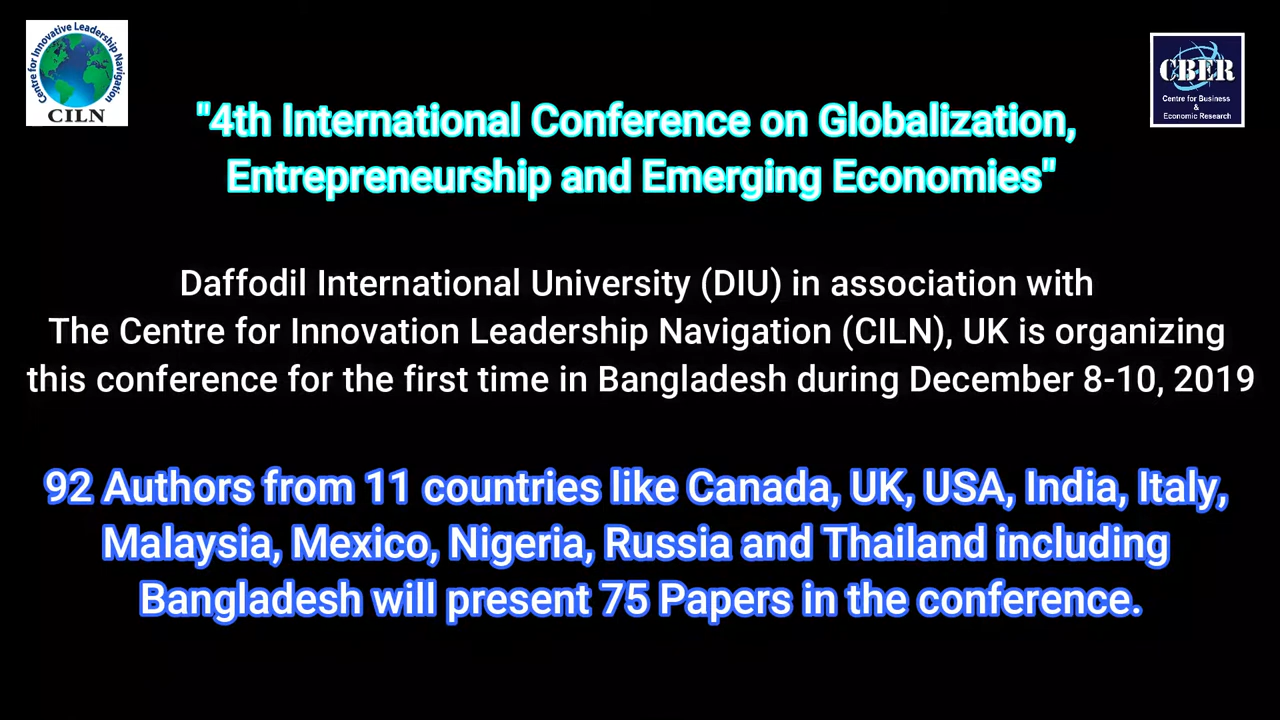 Centre for Innovative Leadership Navigation
CILN
CBER
Centre for Business
&
Economic Research
"4th International Conference on Globalization,
Entrepreneurship and Emerging Economies"
Daffodil International University (DIU) in association with
The Centre for Innovation Leadership Navigation (CILN), UK is organizing
this conference for the first time in Bangladesh during December 8-10, 2019
92 Authors from 11 countries like Canada, UK, USA, India, Italy,
Malaysia, Mexico, Nigeria, Russia and Thailand including
Bangladesh will present 75 Papers in the conference.